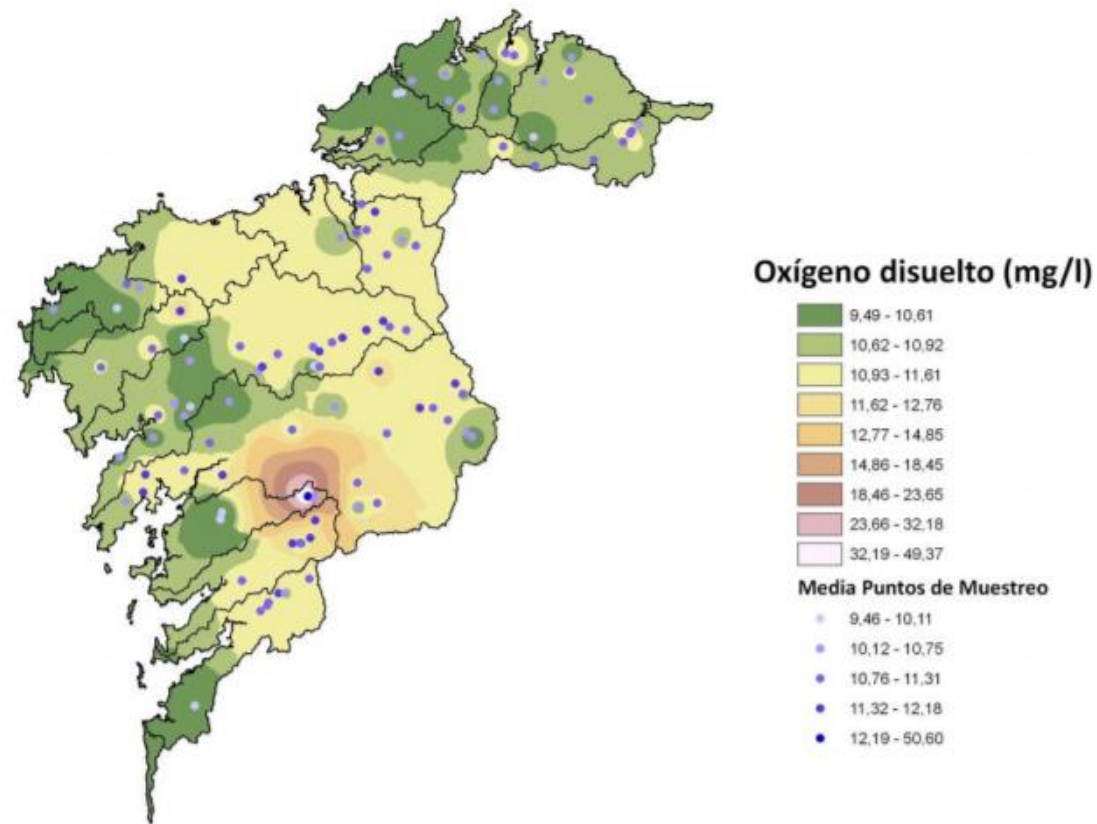 Oxígeno disuelto (mg/l)
9,49 - 10,61
10,62 - 10,92
10,93 - 11,61
11,62 - 12,76
12,77 - 14,85
14,86 - 18,45
18,46 - 23,65
23,66 - 32,18
32,19 - 49,37
Media Puntos de Muestreo
9,46 - 10,11
10,12 - 10,75
10,76 - 11,31
11,32 - 12,18
12,19 - 50,60